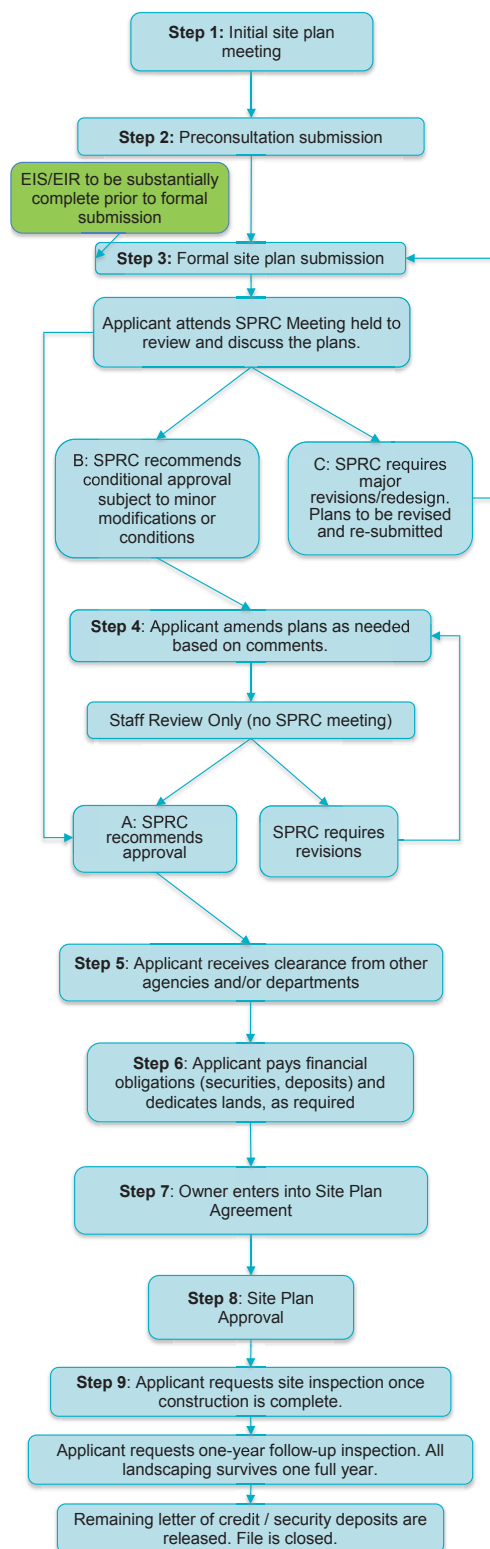 Step 1: Initial site plan
meeting
Step 2: Preconsultation submission
EIS/EIR to be substantially
complete prior to formal
submission
Step 3: Formal site plan submission
Applicant attends SPRC Meeting held to
review and discuss the plans.
B: SPRC recommends
conditional approval
subject to minor
modifications or
conditions
C: SPRC requires
major
revisions/redesign.
Plans to be revised
and re-submitted
Step 4: Applicant amends plans as needed
based on comments.
Staff Review Only (no SPRC meeting)
A: SPRC
recommends
approval
SPRC requires
revisions
Step 5: Applicant receives clearance from other
agencies and/or departments
Step 6: Applicant pays financial
obligations (securities, deposits) and
dedicates lands, as required
Step 7: Owner enters into Site Plan
Agreement
Step 8: Site Plan
Approval
Step 9: Applicant requests site inspection once
construction is complete.
Applicant requests one-year follow-up inspection. All
landscaping survives one full year.
Remaining letter of credit / security deposits are
released. File is closed.